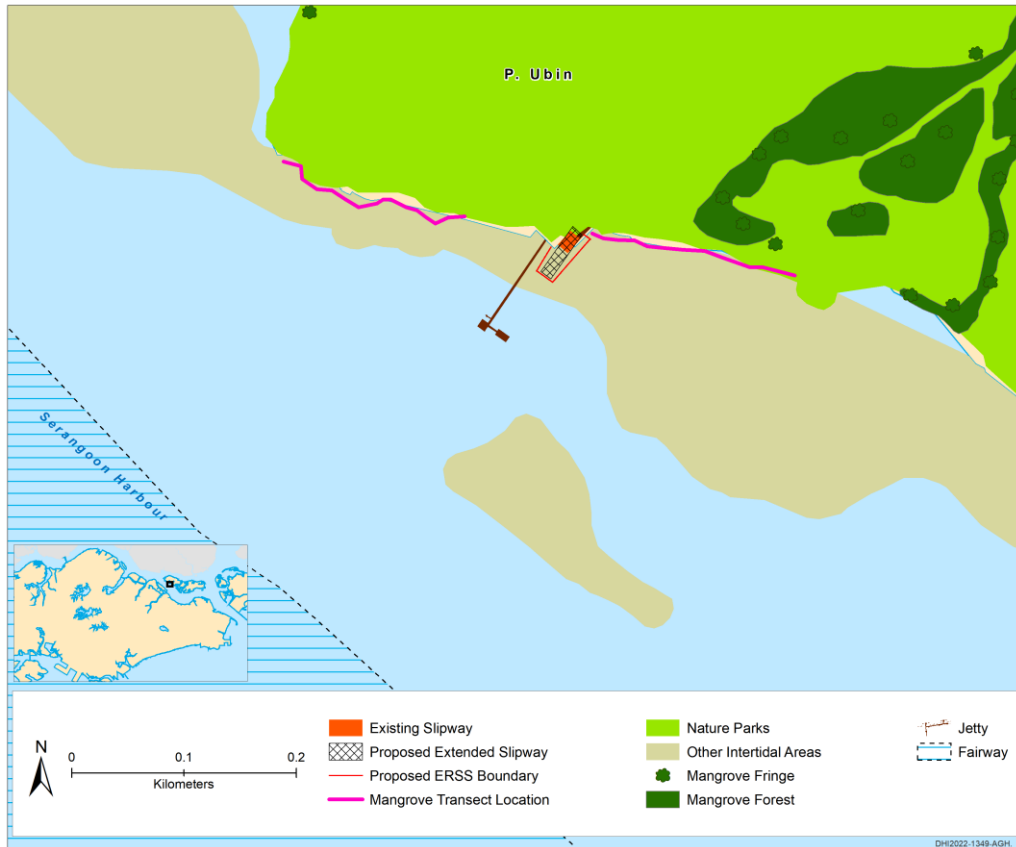 P. Ubin
Serangoon Harbour
N
0 0.1 0.2
Kilometers
Existing Slipway
Proposed Extended Slipway
Proposed ERSS Boundary
Mangrove Transect Location
Nature Parks
Other Intertidal Areas
Mangrove Fringe
Mangrove Forest
Jetty
Fairway
DHI2022-1349-AGH.